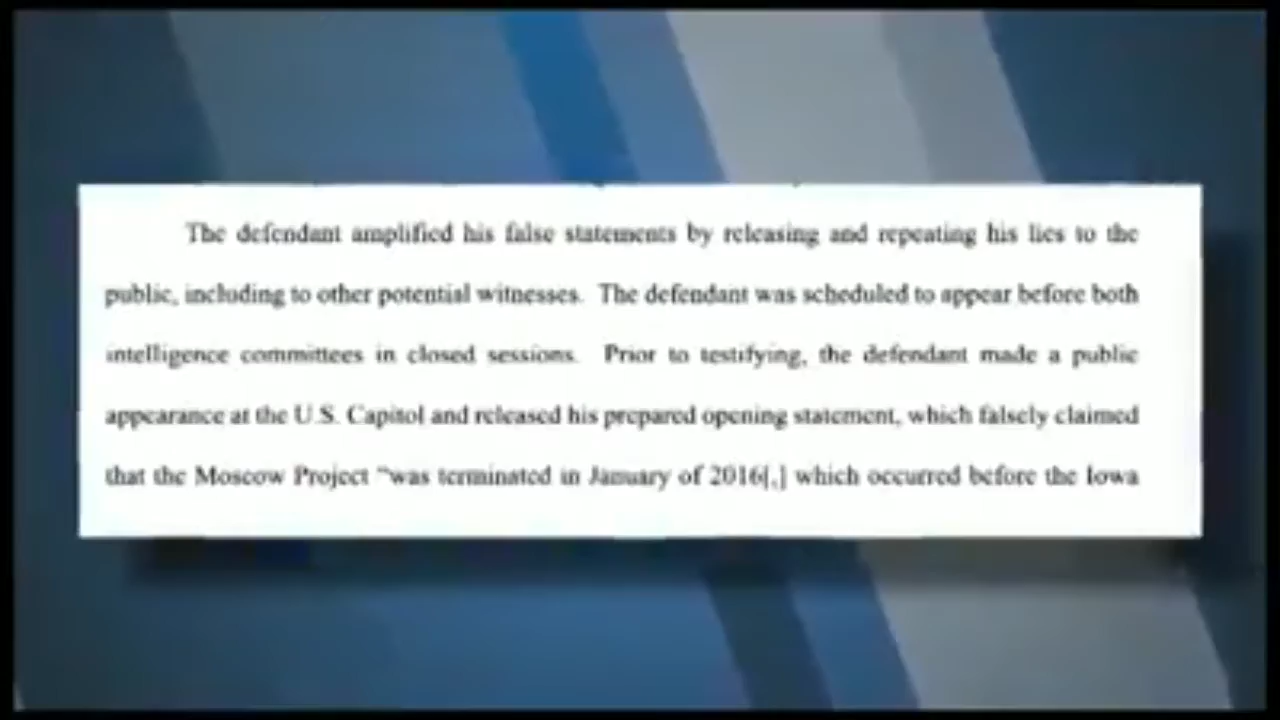 The defendant amplified his false statements by releasing and repeating his lies to the
public, including to other potential witnesses. The defendant was scheduled to appear before both
intelligence committees in closed sessions. Prior to testifying, the defendant made a public
appearance at the U.S. Capitol and released his prepared opening statement, which falsely claimed
that the Moscow Project “was terminated in January of 2016[,] which occurred before the Iowa